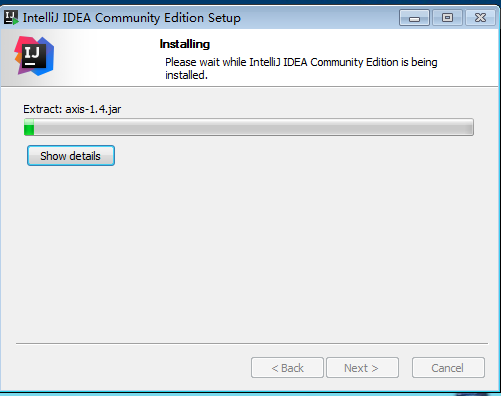 IJ IntelliJ IDEA Community Edition Setup
IJ
Installing
Please wait while IntelliJ IDEA Community Edition is being
installed.
Extract: axis-1.4.jar
Show details
< Back
Next >
Cancel